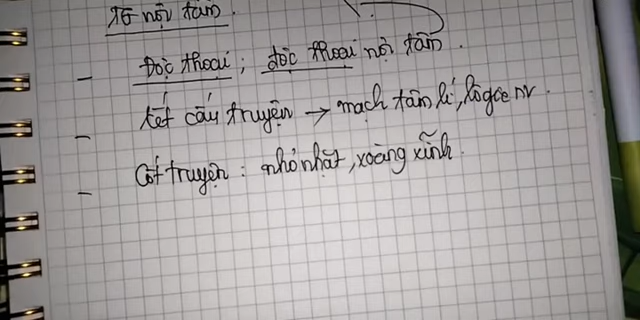 TG nội tâm.
- Độc thoại ; độc thoại nội tâm .
- kết cấu truyện → mạch tâm lí, lôgic nv.
- Cốt truyện : nhỏ nhặt, xoàng xĩnh.